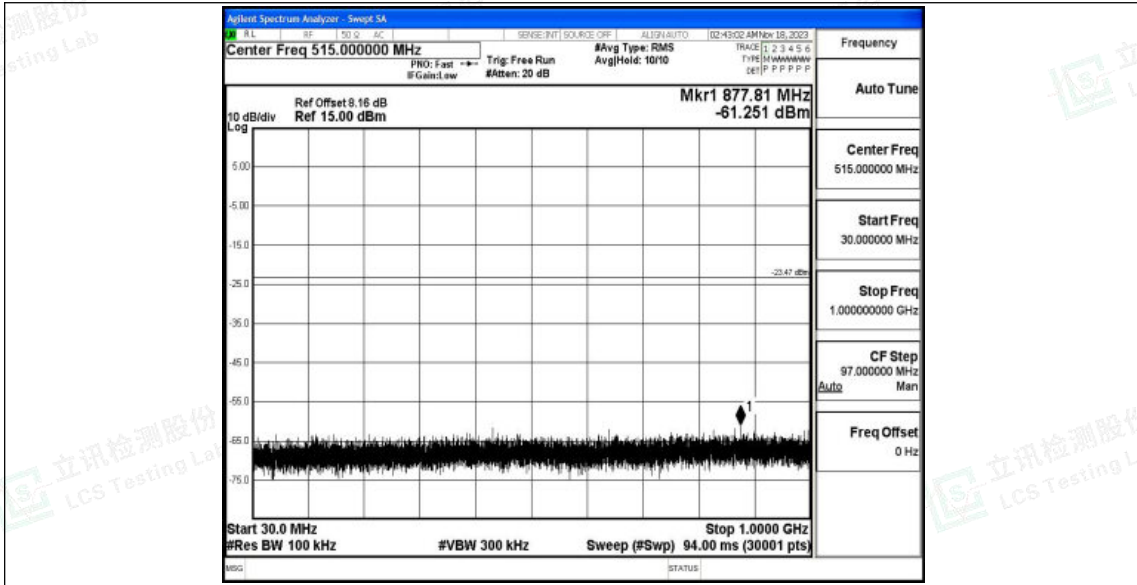 Agilent Spectrum Analyzer - Swept SA
RL RF 50 Ω AC SENSE:INT SOURCE OFF ALIGN AUTO 02:43:02 AM Nov 18, 2023
Center Freq 515.000000 MHz
PNO: Fast
IFGain:Low
Trig: Free Run
#Atten: 20 dB
#Avg Type: RMS
Avg|Hold: 10/10
TRACE 1 2 3 4 5 6
TYPE M WWWWW
DET P P P P P P
Frequency
Mkr1 877.81 MHz
-61.251 dBm
Ref Offset 8.16 dB
Ref 15.00 dBm
10 dB/div
Log
5.00
-5.00
-15.0
-25.0
-35.0
-45.0
-55.0
-65.0
-75.0
-23.47 dBm
1
Start 30.0 MHz
Stop 1.0000 GHz
#Res BW 100 kHz
#VBW 300 kHz
Sweep (#Swp) 94.00 ms (30001 pts)
MSG
STATUS
Auto Tune
Center Freq
515.000000 MHz
Start Freq
30.000000 MHz
Stop Freq
1.000000000 GHz
CF Step
97.000000 MHz
Auto Man
Freq Offset
0 Hz
立讯检测股份
LCS Testing Lab
立讯检测股份
LCS Testing L
测股份
sting Lab
立
L